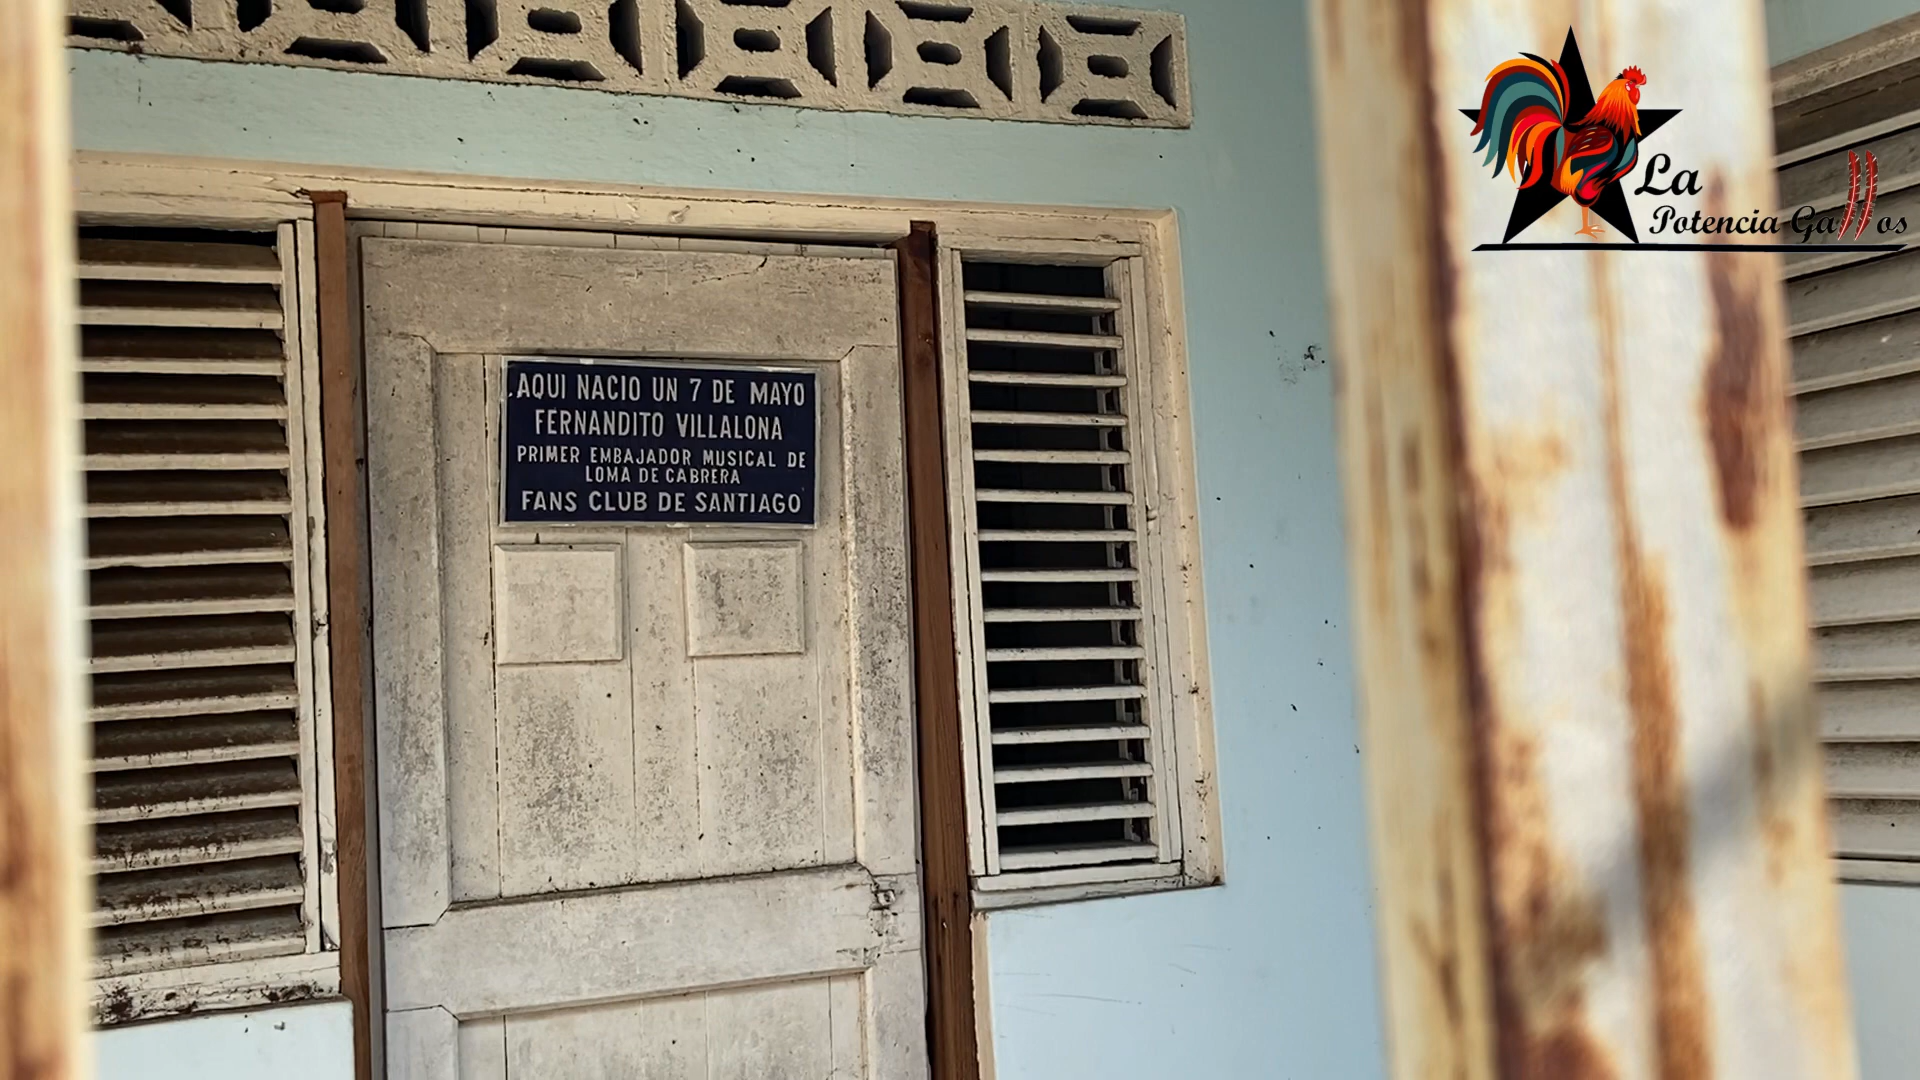 AQUI NACIO UN 7 DE MAYO
FERNANDITO VILLALONA
PRIMER EMBAJADOR MUSICAL DE
LOMA DE CABRERA
FANS CLUB DE SANTIAGO
La
Potencia Gallos